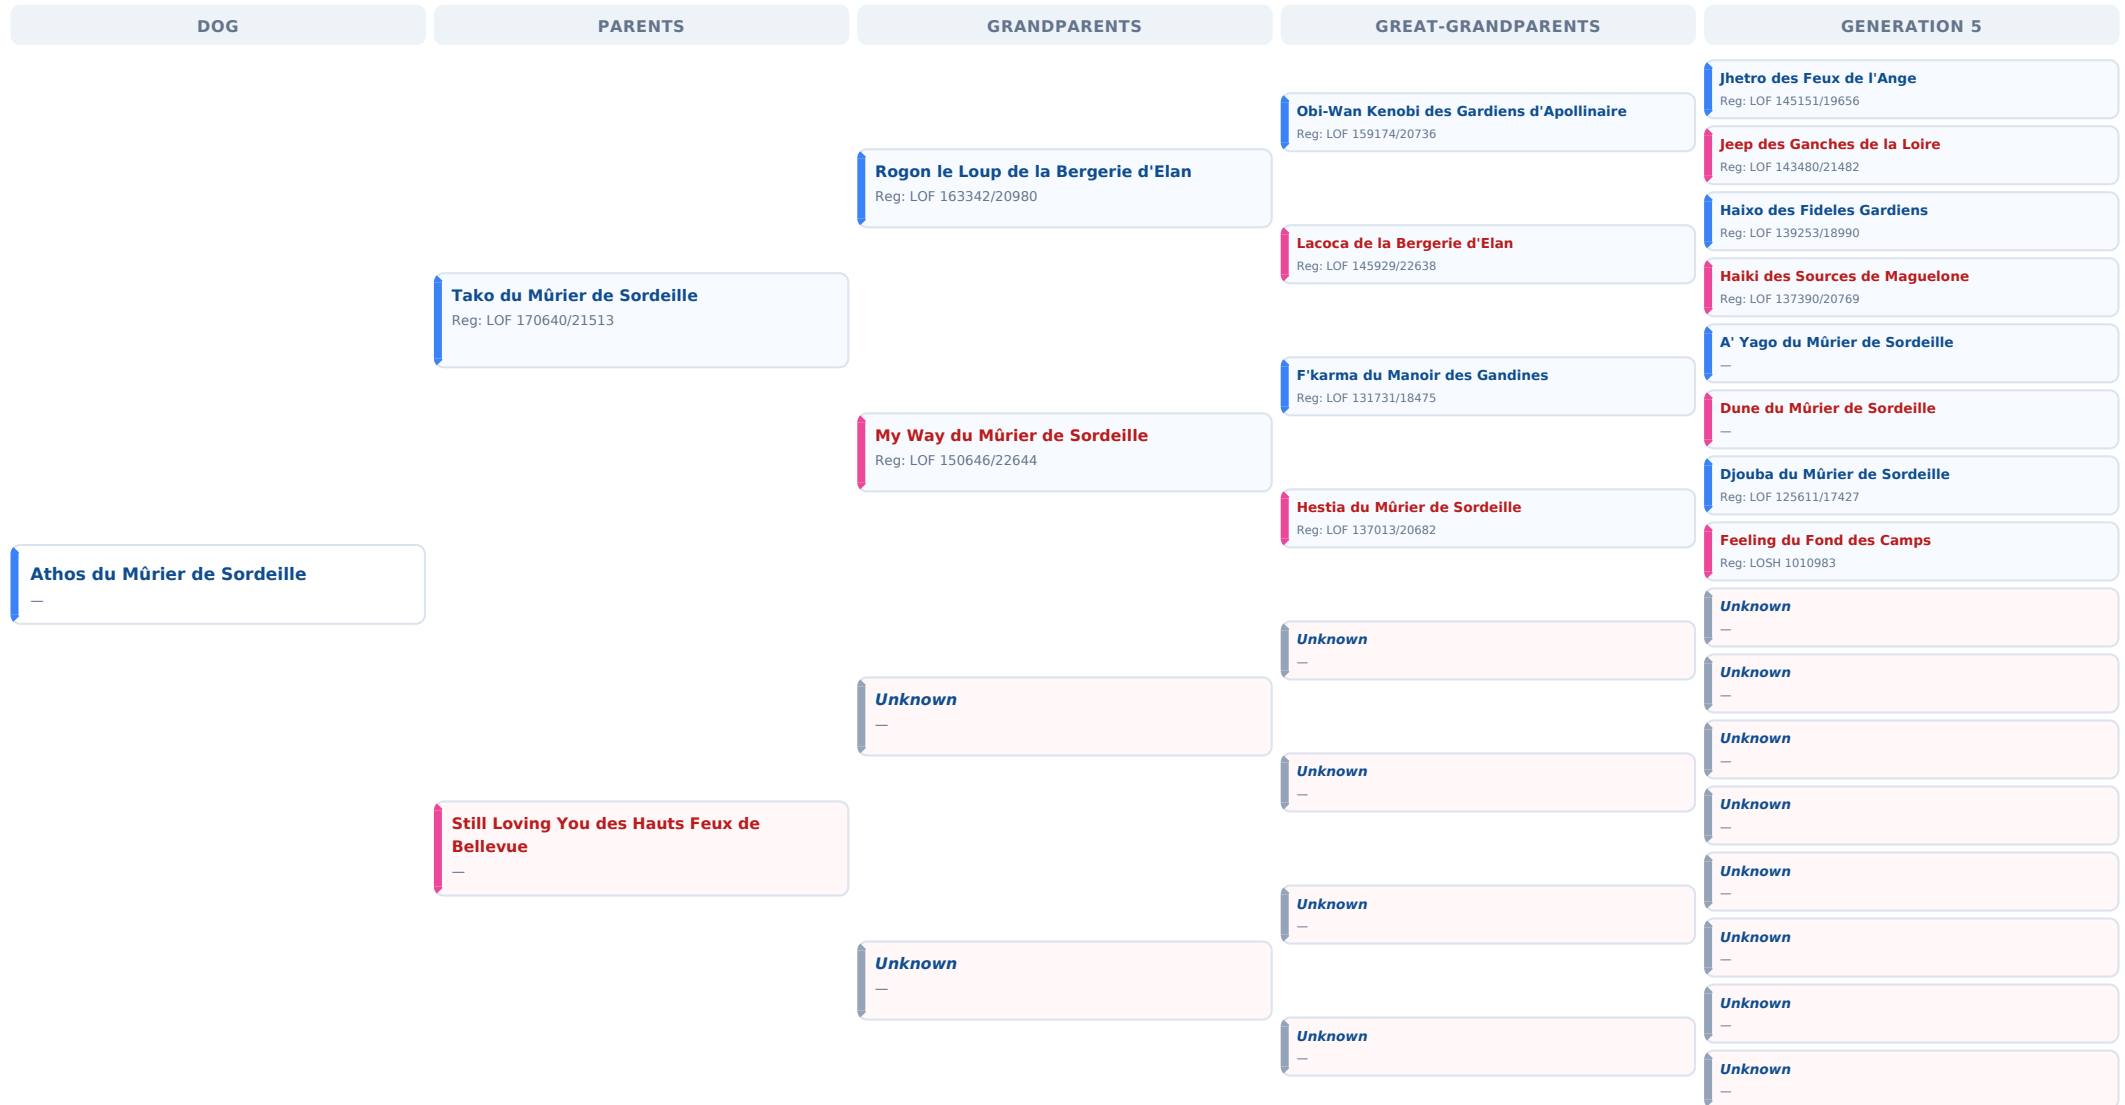 DOG
PARENTS
GRANDPARENTS
GREAT-GRANDPARENTS
GENERATION 5
Athos du Mûrier de Sordeille
—
Tako du Mûrier de Sordeille
Reg: LOF 170640/21513
Still Loving You des Hauts Feux de
Bellevue
—
Rogon le Loup de la Bergerie d'Elan
Reg: LOF 163342/20980
My Way du Mûrier de Sordeille
Reg: LOF 150646/22644
Unknown
—
Unknown
—
Obi-Wan Kenobi des Gardiens d'Apollinaire
Reg: LOF 159174/20736
Lacoca de la Bergerie d'Elan
Reg: LOF 145929/22638
F'karma du Manoir des Gandines
Reg: LOF 131731/18475
Hestia du Mûrier de Sordeille
Reg: LOF 137013/20682
Unknown
—
Unknown
—
Unknown
—
Unknown
—
Jhetro des Feux de l'Ange
Reg: LOF 145151/19656
Jeep des Ganches de la Loire
Reg: LOF 143480/21482
Haixo des Fideles Gardiens
Reg: LOF 139253/18990
Haiki des Sources de Maguelone
Reg: LOF 137390/20769
A' Yago du Mûrier de Sordeille
—
Dune du Mûrier de Sordeille
—
Djouba du Mûrier de Sordeille
Reg: LOF 125611/17427
Feeling du Fond des Camps
Reg: LOSH 1010983
Unknown
—
Unknown
—
Unknown
—
Unknown
—
Unknown
—
Unknown
—
Unknown
—
Unknown
—